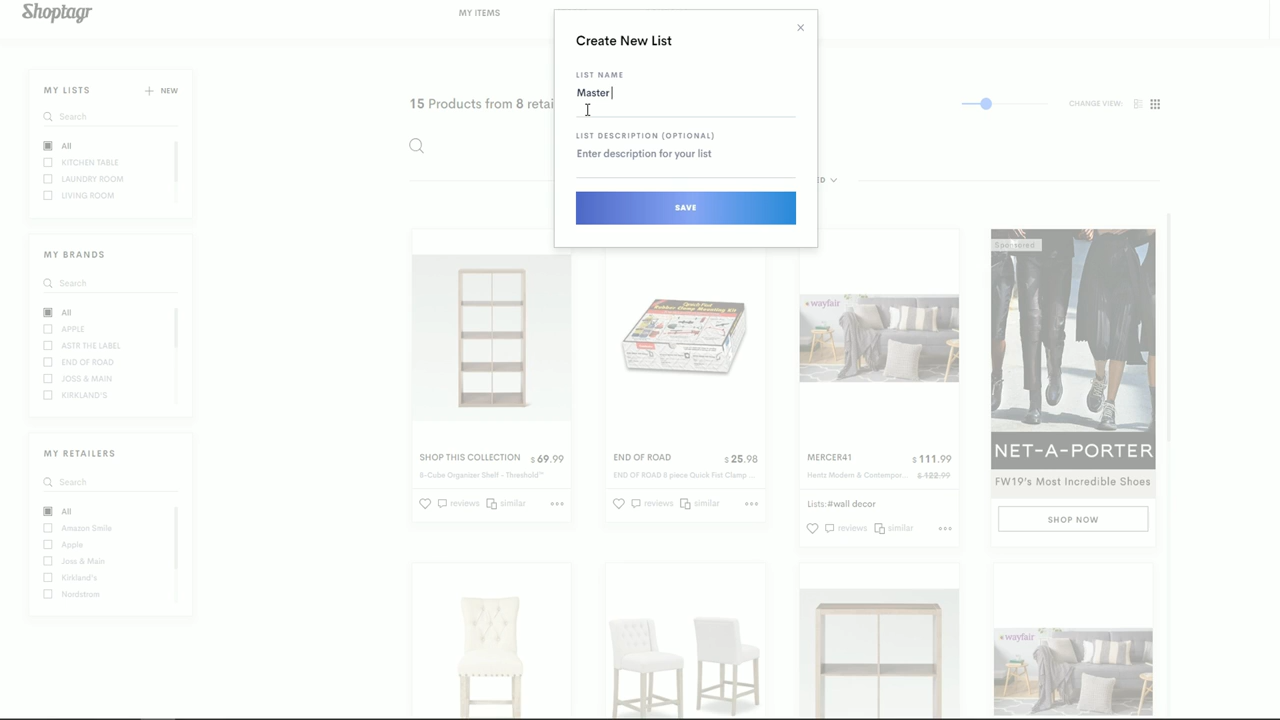 Shoptagr
MY ITEMS
Create New List
LIST NAME
Master
LIST DESCRIPTION (OPTIONAL)
Enter description for your list
SAVE
MY LISTS
NEW
Search
All
KITCHEN TABLE
LAUNDRY ROOM
LIVING ROOM
MY BRANDS
Search
All
APPLE
ASTR THE LABEL
END OF ROAD
JOSS & MAIN
KIRKLAND'S
MY RETAILERS
Search
All
Amazon Smile
Apple
Joss & Main
Kirkland's
Nordstrom
15 Products from 8 retai
CHANGE VIEW:
ED
SHOP THIS COLLECTION $69.99
8-Cube Organizer Shelf - Threshold™
reviews similar
END OF ROAD $25.98
END OF ROAD 8 piece Quick Fist Clamp ...
reviews similar
wayfair
MERCER41 $111.99
Hentz Modern & Contempor... $122.99
Lists:#wall decor
reviews similar
Sponsored
NET-A-PORTER
FW19's Most Incredible Shoes
SHOP NOW
wayfair